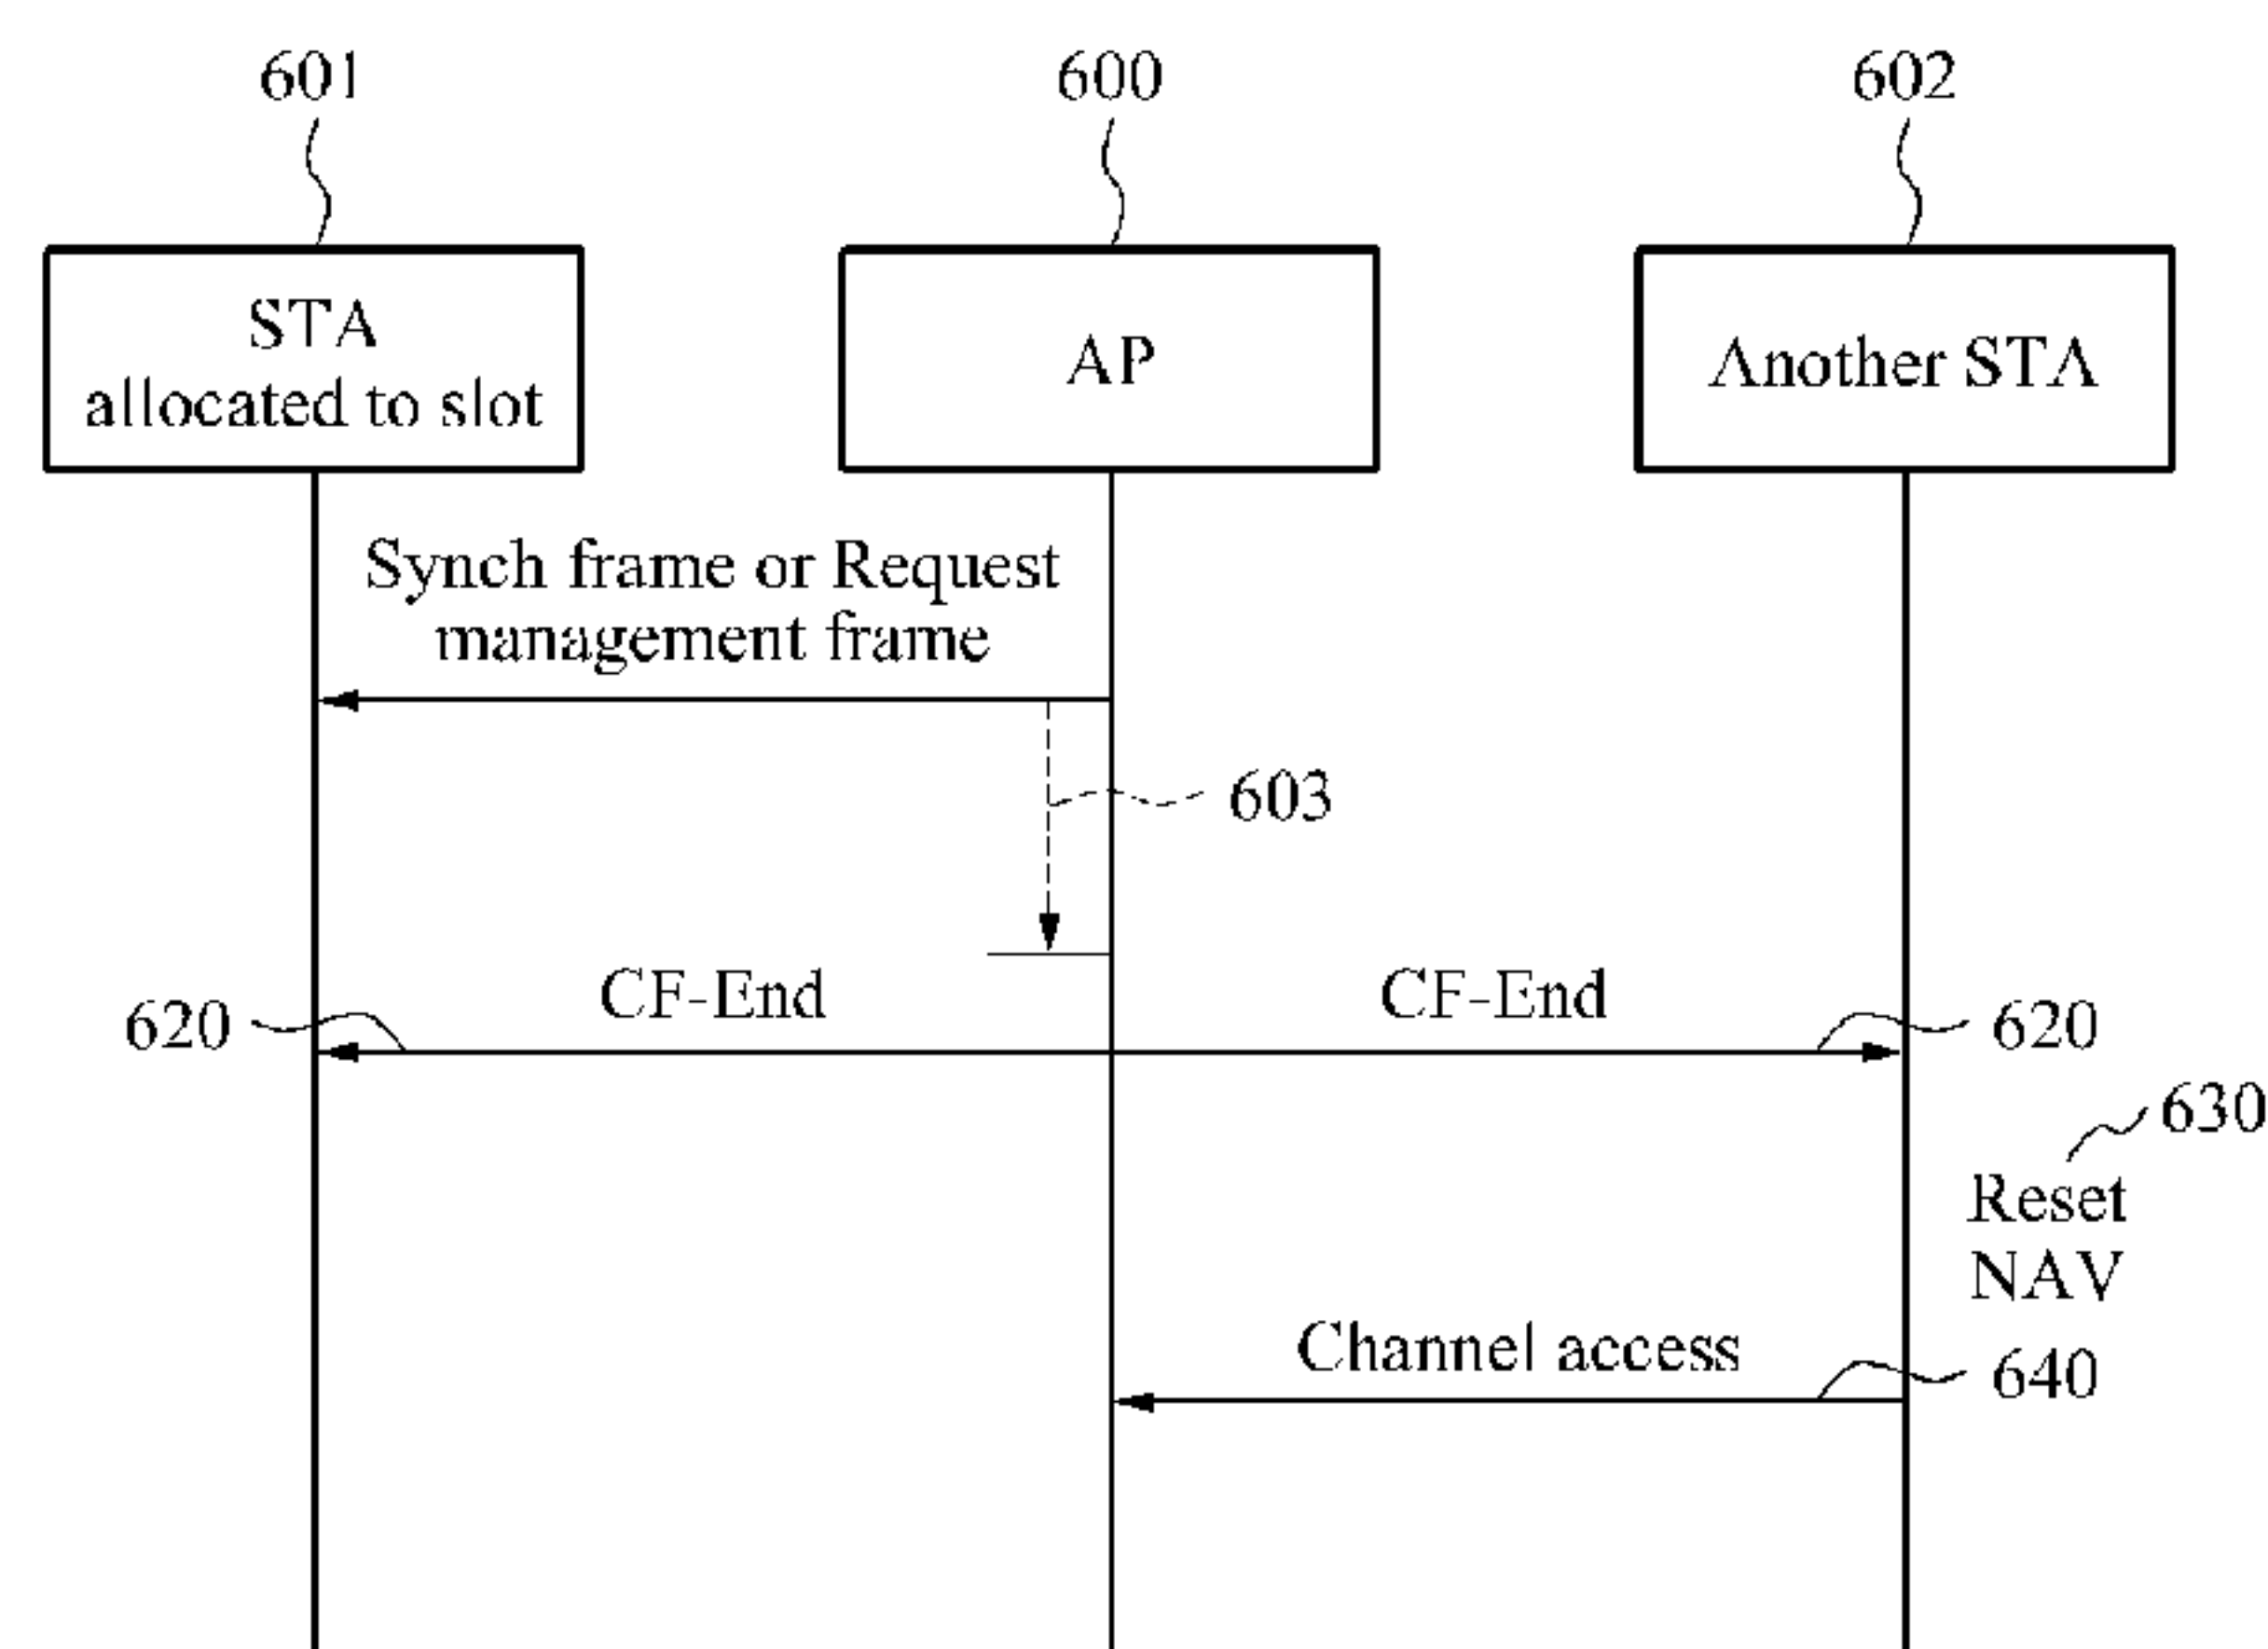 601
600
602
STA
allocated to slot
AP
Another STA
Synch frame or Request
management frame
603
CF-End
CF-End
620
620
630
Reset
NAV
Channel access
640